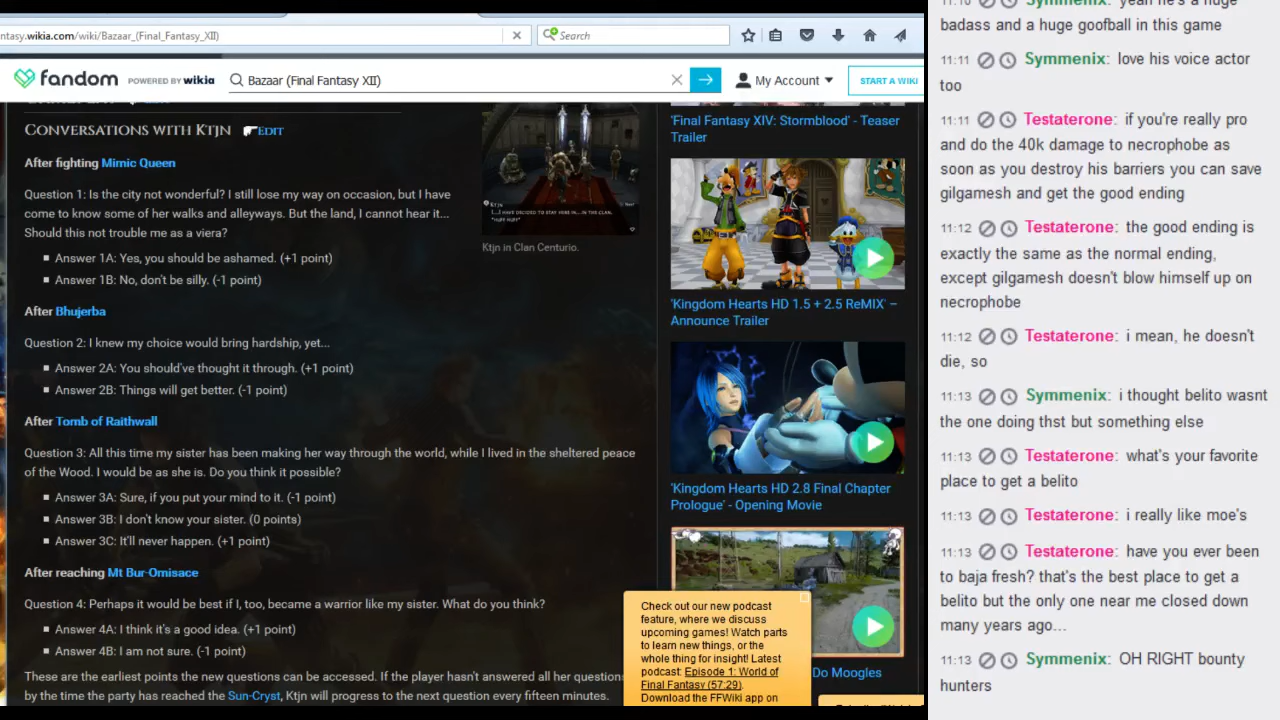 ntasy.wikia.com/wiki/Bazaar_(Final_Fantasy_XII)
Search
fandom POWERED BY wikia
Bazaar (Final Fantasy XII)
My Account
START A WIKI
CONVERSATIONS WITH KTJN EDIT
After fighting Mimic Queen
Question 1: Is the city not wonderful? I still lose my way on occasion, but I have
come to know some of her walks and alleyways. But the land, I cannot hear it...
Should this not trouble me as a viera?
Answer 1A: Yes, you should be ashamed. (+1 point)
Answer 1B: No, don't be silly. (-1 point)
After Bhujerba
Question 2: I knew my choice would bring hardship, yet...
Answer 2A: You should've thought it through. (+1 point)
Answer 2B: Things will get better. (-1 point)
After Tomb of Raithwall
Question 3: All this time my sister has been making her way through the world, while I lived in the sheltered peace
of the Wood. I would be as she is. Do you think it possible?
Answer 3A: Sure, if you put your mind to it. (-1 point)
Answer 3B: I don't know your sister. (0 points)
Answer 3C: It'll never happen. (+1 point)
After reaching Mt Bur-Omisace
Question 4: Perhaps it would be best if I, too, became a warrior like my sister. What do you think?
Answer 4A: I think it's a good idea. (+1 point)
Answer 4B: I am not sure. (-1 point)
These are the earliest points the new questions can be accessed. If the player hasn't answered all her questions
by the time the party has reached the Sun-Cryst, Ktjn will progress to the next question every fifteen minutes.
KTJN
Ktjn in Clan Centurio.
'Final Fantasy XIV: Stormblood' - Teaser
Trailer
'Kingdom Hearts HD 1.5 + 2.5 ReMIX' –
Announce Trailer
'Kingdom Hearts HD 2.8 Final Chapter
Prologue' - Opening Movie
Do Moogles
Check out our new podcast
feature, where we discuss
upcoming games! Watch parts
to learn new things, or the
whole thing for insight! Latest
podcast: Episode 1: World of
Final Fantasy (57:29).
Download the FFWiki app on
badass and a huge goofball in this game
11:11 Symmenix: love his voice actor
too
11:11 Testaterone: if you're really pro
and do the 40k damage to necrophobe as
soon as you destroy his barriers you can save
gilgamesh and get the good ending
11:12 Testaterone: the good ending is
exactly the same as the normal ending,
except gilgamesh doesn't blow himself up on
necrophobe
11:12 Testaterone: i mean, he doesn't
die, so
11:13 Symmenix: i thought belito wasnt
the one doing thst but something else
11:13 Testaterone: what's your favorite
place to get a belito
11:13 Testaterone: i really like moe's
11:13 Testaterone: have you ever been
to baja fresh? that's the best place to get a
belito but the only one near me closed down
many years ago...
11:13 Symmenix: OH RIGHT bounty
hunters